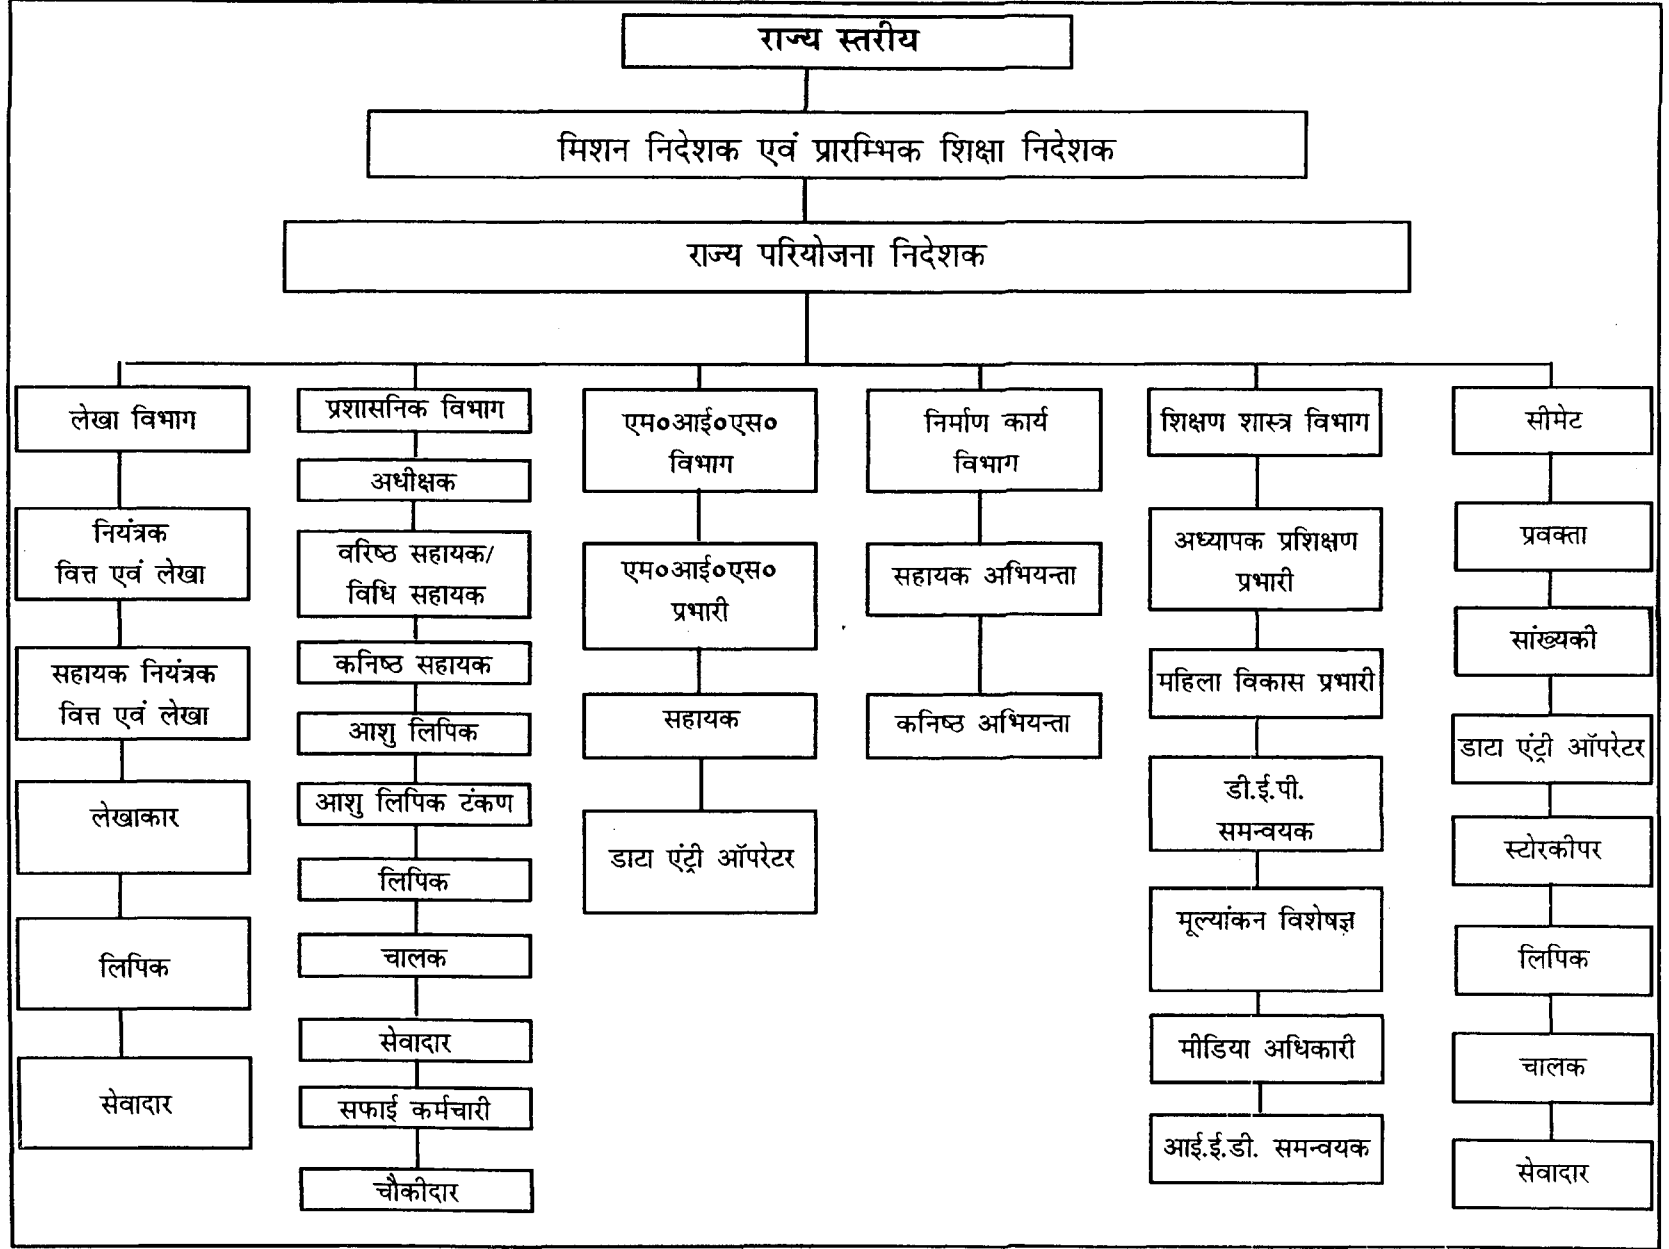 राज्य स्तरीय
मिशन निदेशक एवं प्रारम्भिक शिक्षा निदेशक
राज्य परियोजना निदेशक
लेखा विभाग
नियंत्रक
वित्त एवं लेखा
सहायक नियंत्रक
वित्त एवं लेखा
लेखाकार
लिपिक
सेवादार
प्रशासनिक विभाग
अधीक्षक
वरिष्ठ सहायक/
विधि सहायक
कनिष्ठ सहायक
आशु लिपिक
आशु लिपिक टंकण
लिपिक
चालक
सेवादार
सफाई कर्मचारी
चौकीदार
एम०आई०एस०
विभाग
एम०आई०एस०
प्रभारी
सहायक
डाटा एंट्री ऑपरेटर
निर्माण कार्य
विभाग
सहायक अभियन्ता
कनिष्ठ अभियन्ता
शिक्षण शास्त्र विभाग
अध्यापक प्रशिक्षण
प्रभारी
महिला विकास प्रभारी
डी.ई.पी.
समन्वयक
मूल्यांकन विशेषज्ञ
मीडिया अधिकारी
आई.ई.डी. समन्वयक
सीमेट
प्रवक्ता
सांख्यकी
डाटा एंट्री ऑपरेटर
स्टोरकीपर
लिपिक
चालक
सेवादार